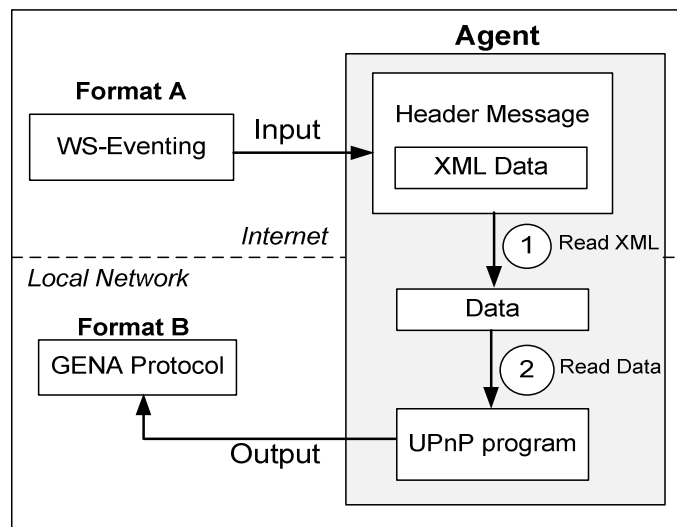 Agent
Format A
WS-Eventing
Input
Header Message
XML Data
Internet
1
Read XML
Local Network
Data
Format B
GENA Protocol
2
Read Data
Output
UPnP program